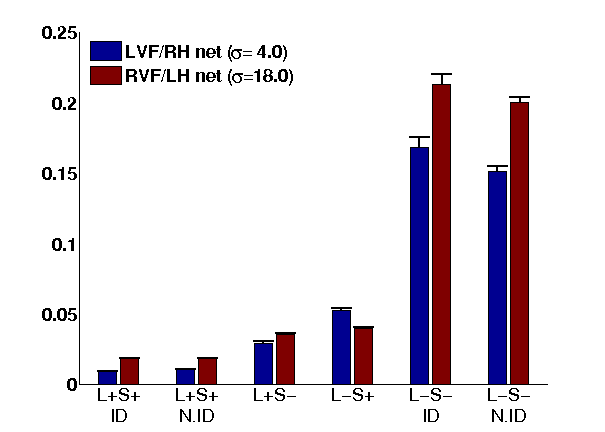 0.25
LVF/RH net (σ= 4.0)
RVF/LH net (σ=18.0)
0.2
0.15
0.1
0.05
0
L+S+ L+S+ L+S− L−S+ L−S− L−S−
ID N.ID ID N.ID